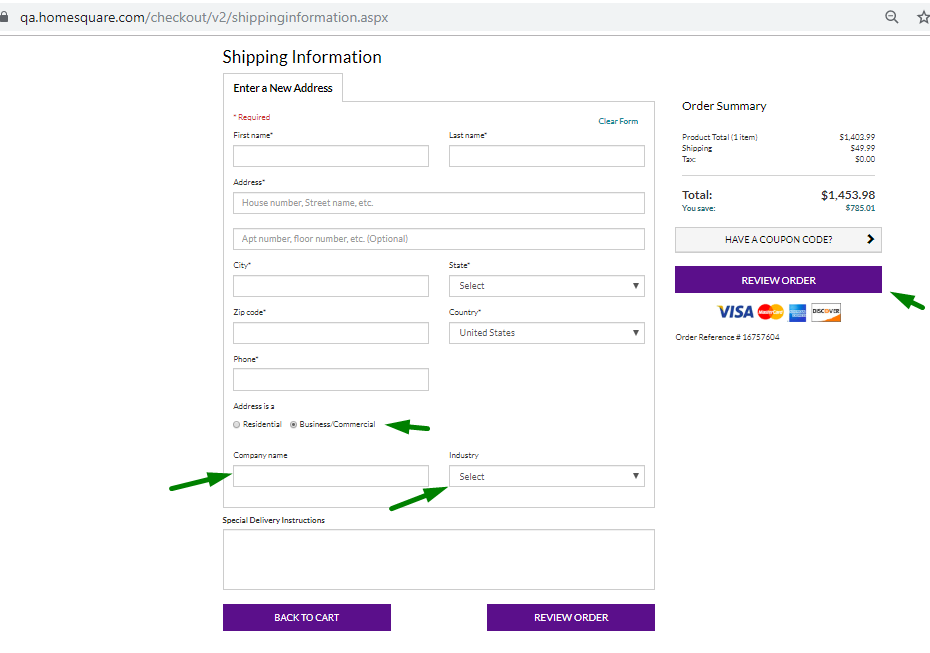 qa.homesquare.com/checkout/v2/shippinginformation.aspx
Shipping Information
Enter a New Address
* Required
Clear Form
First name*
Last name*
Address*
House number, Street name, etc.
Apt number, floor number, etc. (Optional)
City*
State*
Select
Zip code*
Country*
United States
Phone*
Address is a
Residential
Business/Commercial
Company name
Industry
Select
Special Delivery Instructions
BACK TO CART
REVIEW ORDER
Order Summary
Product Total (1 item) $1,403.99
Shipping $49.99
Tax: $0.00
Total: $1,453.98
You save: $785.01
HAVE A COUPON CODE?
REVIEW ORDER
VISA MasterCard DISCOVER
Order Reference # 16757604